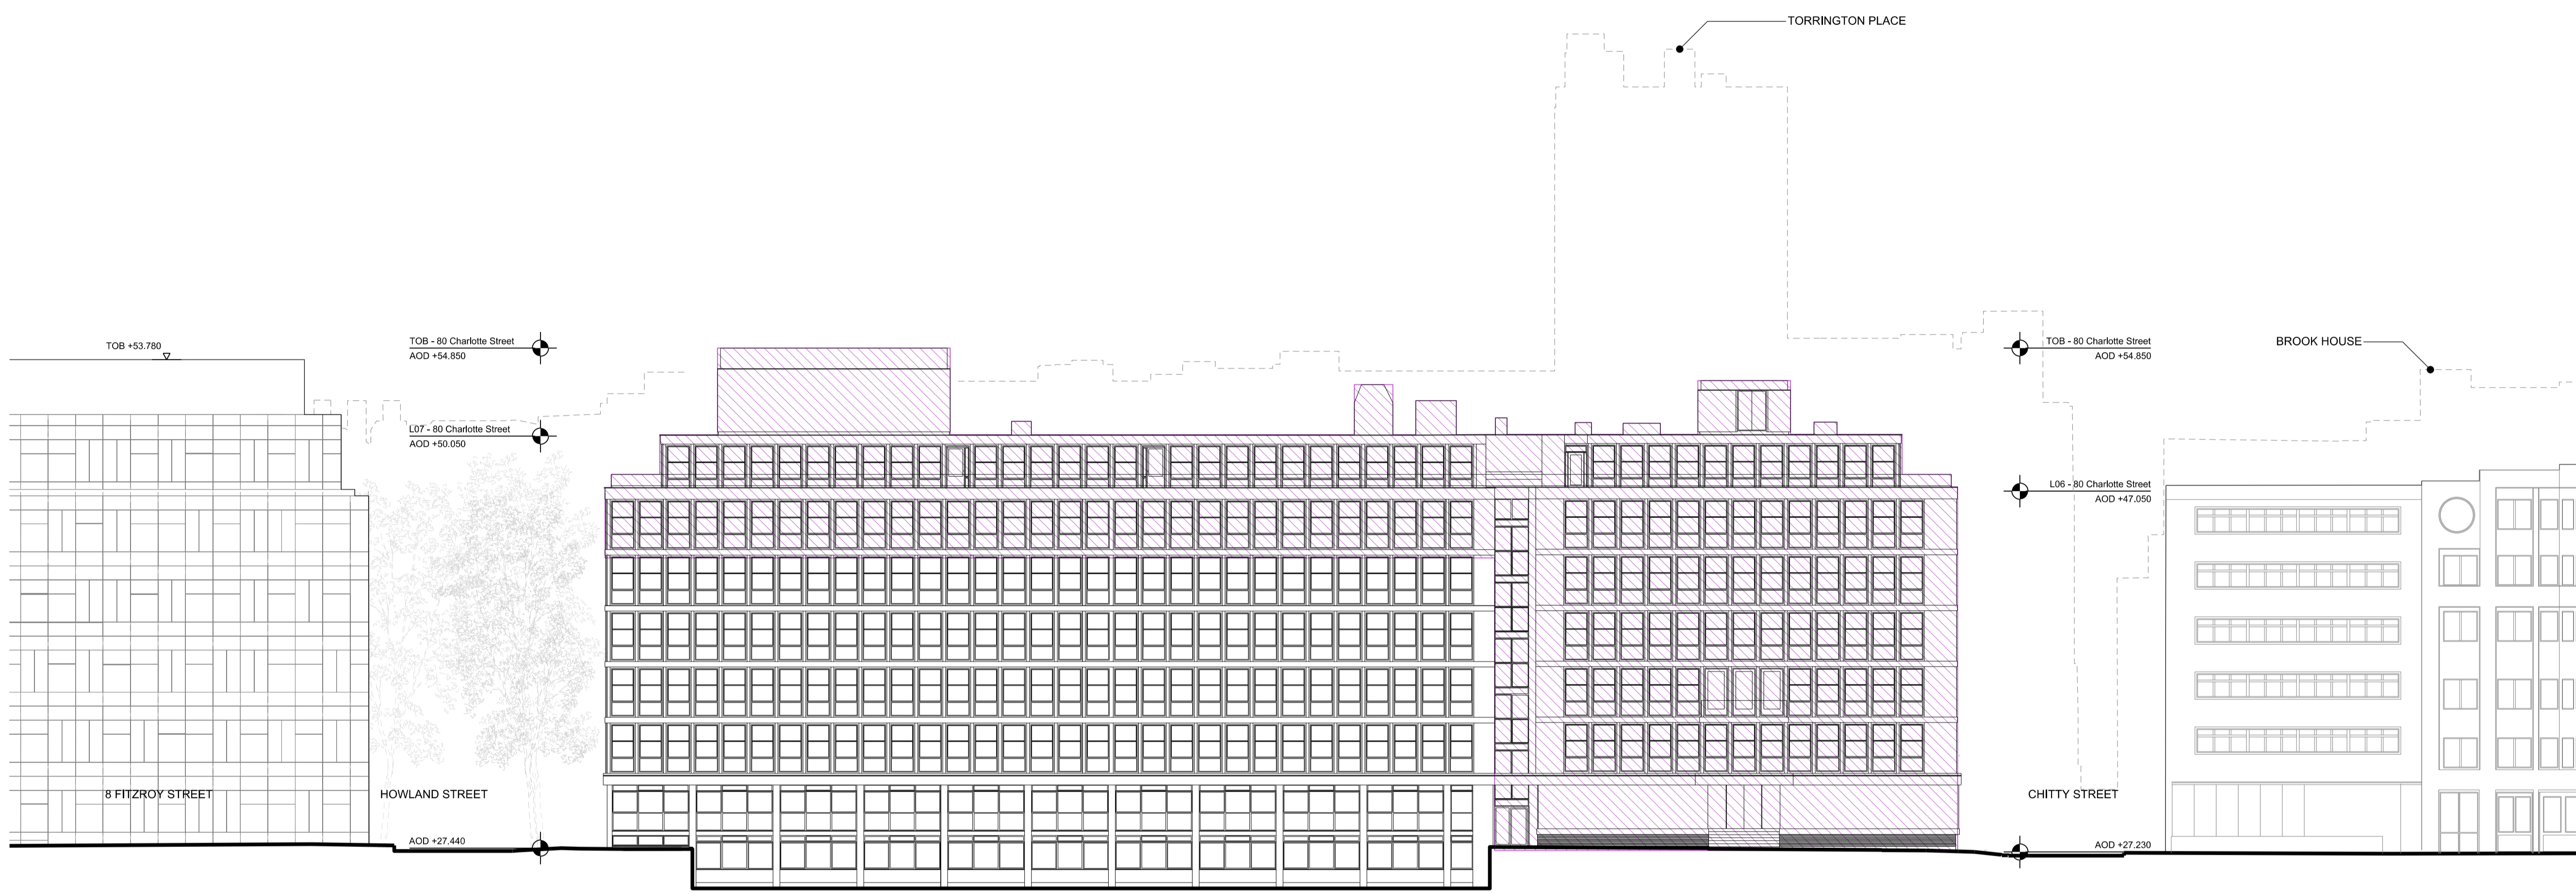 TORRINGTON PLACE
TOB +53.780
TOB - 80 Charlotte Street
AOD +54.850
TOB - 80 Charlotte Street
AOD +54.850
BROOK HOUSE
L07 - 80 Charlotte Street
AOD +50.050
L06 - 80 Charlotte Street
AOD +47.050
8 FITZROY STREET
HOWLAND STREET
CHITTY STREET
AOD +27.440
AOD +27.230